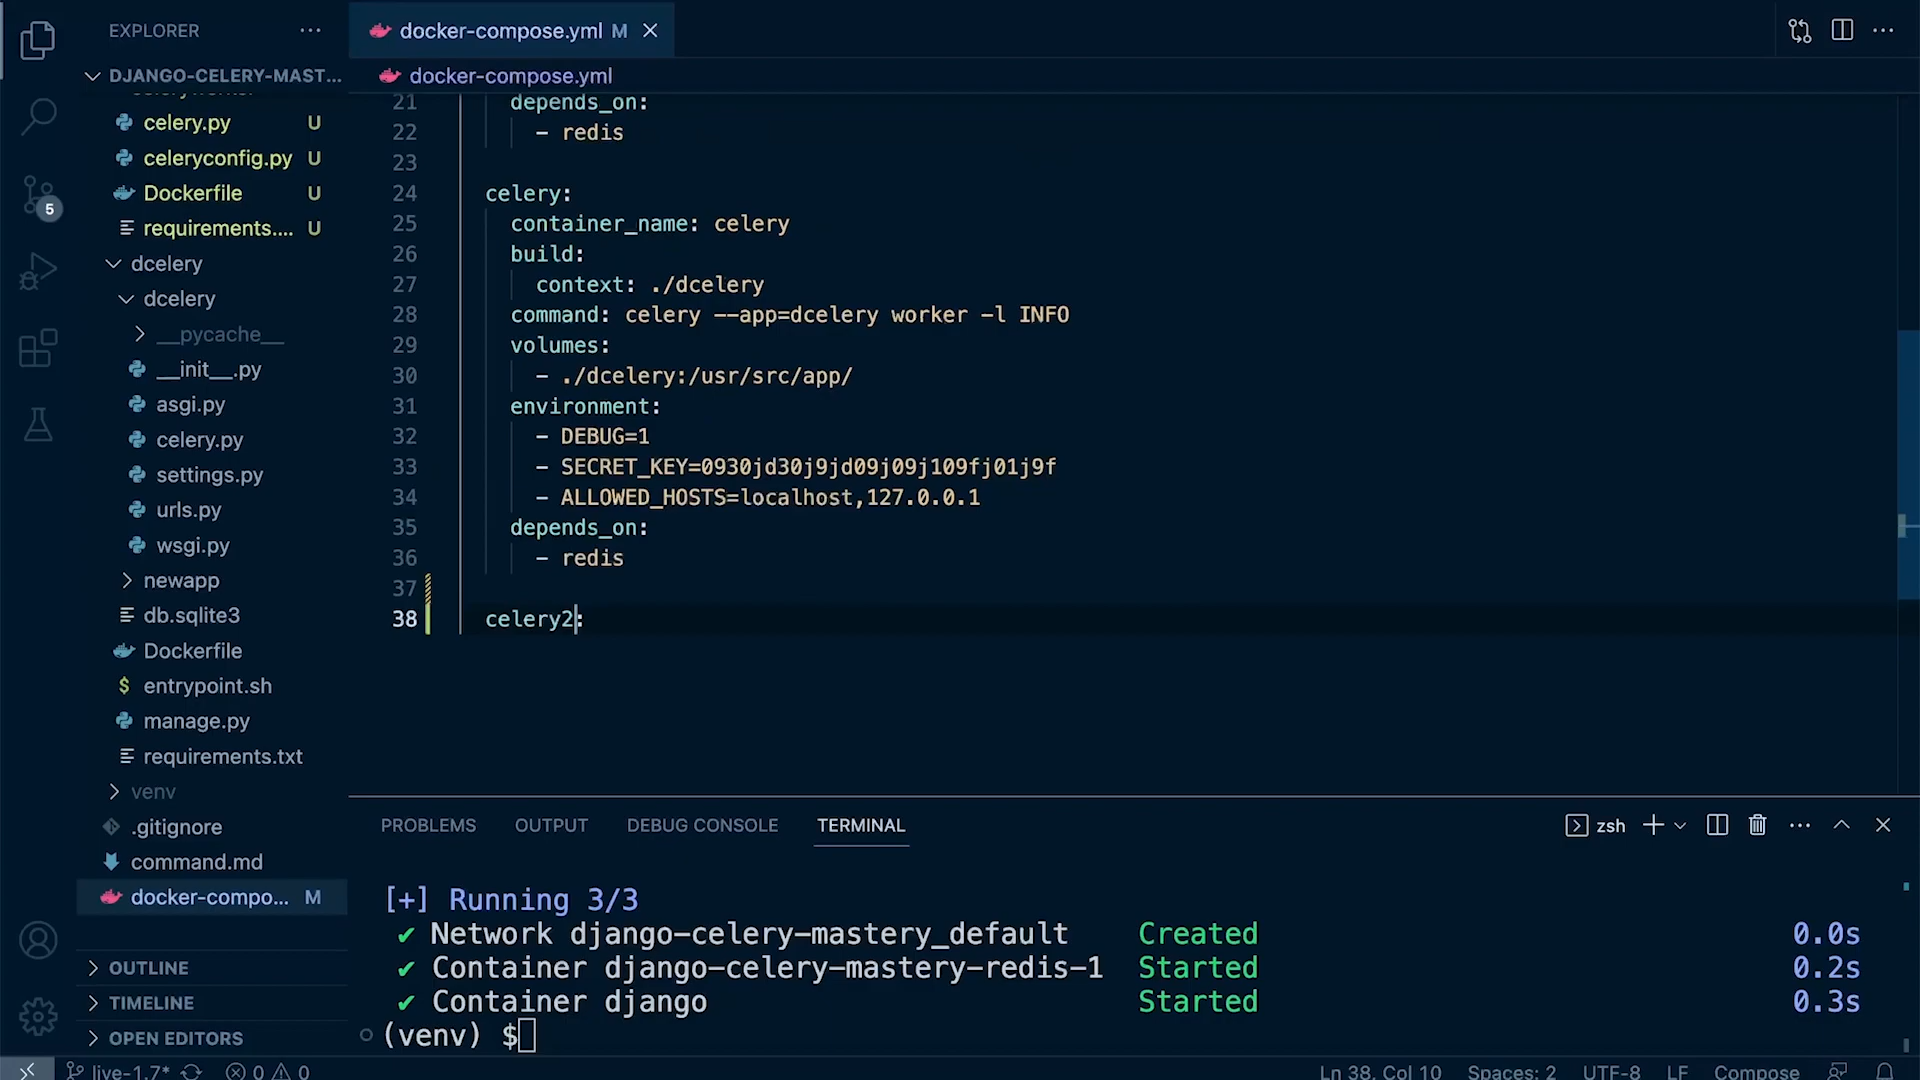 EXPLORER
docker-compose.yml M
DJANGO-CELERY-MAST...
docker-compose.yml
celery.py U
celeryconfig.py U
Dockerfile U
requirements.... U
dcelery
dcelery
__pycache__
__init__.py
asgi.py
celery.py
settings.py
urls.py
wsgi.py
newapp
db.sqlite3
Dockerfile
entrypoint.sh
manage.py
requirements.txt
venv
.gitignore
command.md
docker-compo... M
OUTLINE
TIMELINE
OPEN EDITORS
5
21 depends_on:
22 - redis
23
24 celery:
25 container_name: celery
26 build:
27 context: ./dcelery
28 command: celery --app=dcelery worker -l INFO
29 volumes:
30 - ./dcelery:/usr/src/app/
31 environment:
32 - DEBUG=1
33 - SECRET_KEY=0930jd30j9jd09j09j109fj01j9f
34 - ALLOWED_HOSTS=localhost,127.0.0.1
35 depends_on:
36 - redis
37
38 celery2:
PROBLEMS OUTPUT DEBUG CONSOLE TERMINAL zsh
[+] Running 3/3
✔ Network django-celery-mastery_default Created 0.0s
✔ Container django-celery-mastery-redis-1 Started 0.2s
✔ Container django Started 0.3s
(venv) $
live-1.7* 0 0 Ln 38, Col 10 Spaces: 2 UTF-8 LF Compose